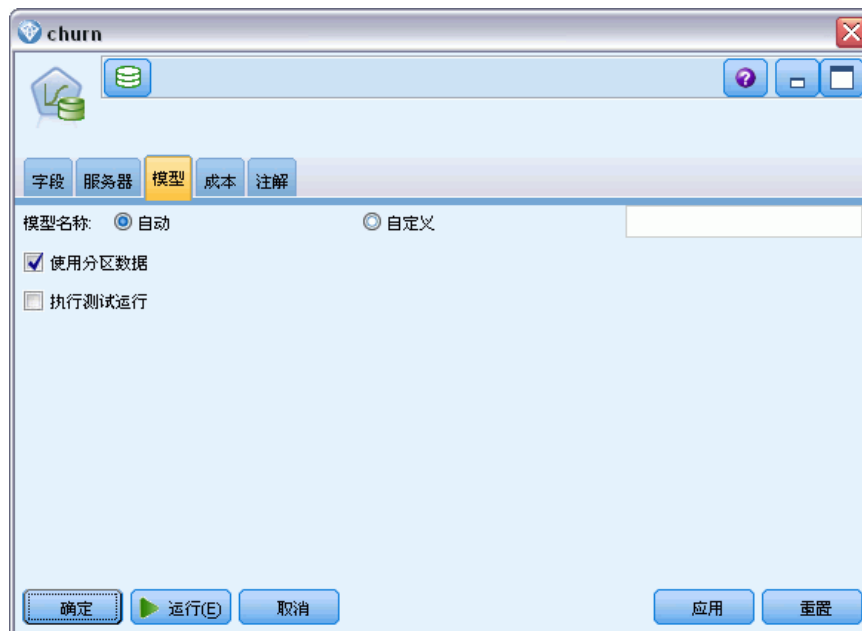 churn
?
字段 服务器 模型 成本 注解
模型名称: 自动 自定义
使用分区数据
执行测试运行
确定 运行(E) 取消 应用 重置